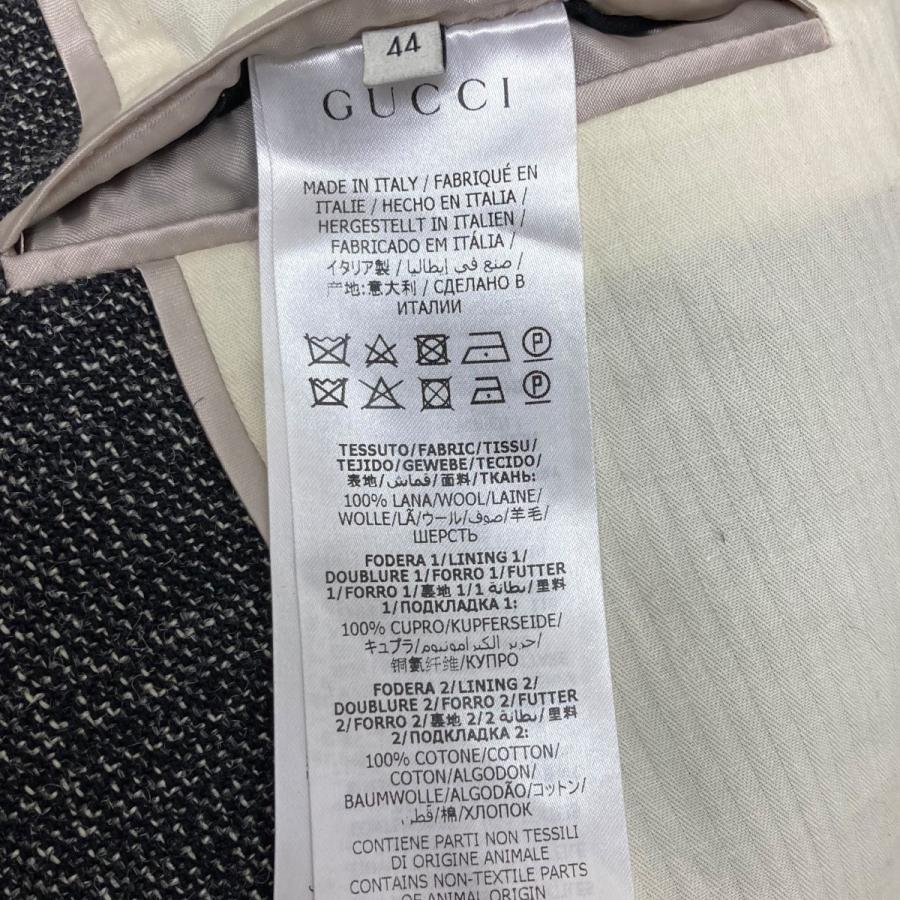 44
GUCCI
MADE IN ITALY / FABRIQUÉ EN
ITALIE / HECHO EN ITALIA /
HERGESTELLT IN ITALIEN /
FABRICADO EM ITÁLIA /
イタリア製 / صنع في إيطاليا /
产地:意大利 / СДЕЛАНО В
ИТАЛИИ
P
P
TESSUTO/FABRIC/TISSU/
TEJIDO/GEWEBE/TECIDO/
表地/قماش/面料/ТКАНЬ:
100% LANA/WOOL/LAINE/
WOLLE/LÃ/ウール/صوف/羊毛/
ШЕРСТЬ
FODERA 1/LINING 1/
DOUBLURE 1/FORRO 1/FUTTER
1/FORRO 1/裏地 1/بطانة 1/里料
1/ПОДКЛАДКА 1:
100% CUPRO/KUPFERSEIDE/
キュプラ/حرير الكبرامونيوم/
铜氨纤维/КУПРО
FODERA 2/LINING 2/
DOUBLURE 2/FORRO 2/FUTTER
2/FORRO 2/裏地 2/بطانة 2/里料
2/ПОДКЛАДКА 2:
100% COTONE/COTTON/
COTON/ALGODON/
BAUMWOLLE/ALGODÃO/コットン/
قطن/棉/ХЛОПОК
CONTIENE PARTI NON TESSILI
DI ORIGINE ANIMALE
CONTAINS NON-TEXTILE PARTS
OF ANIMAL ORIGIN